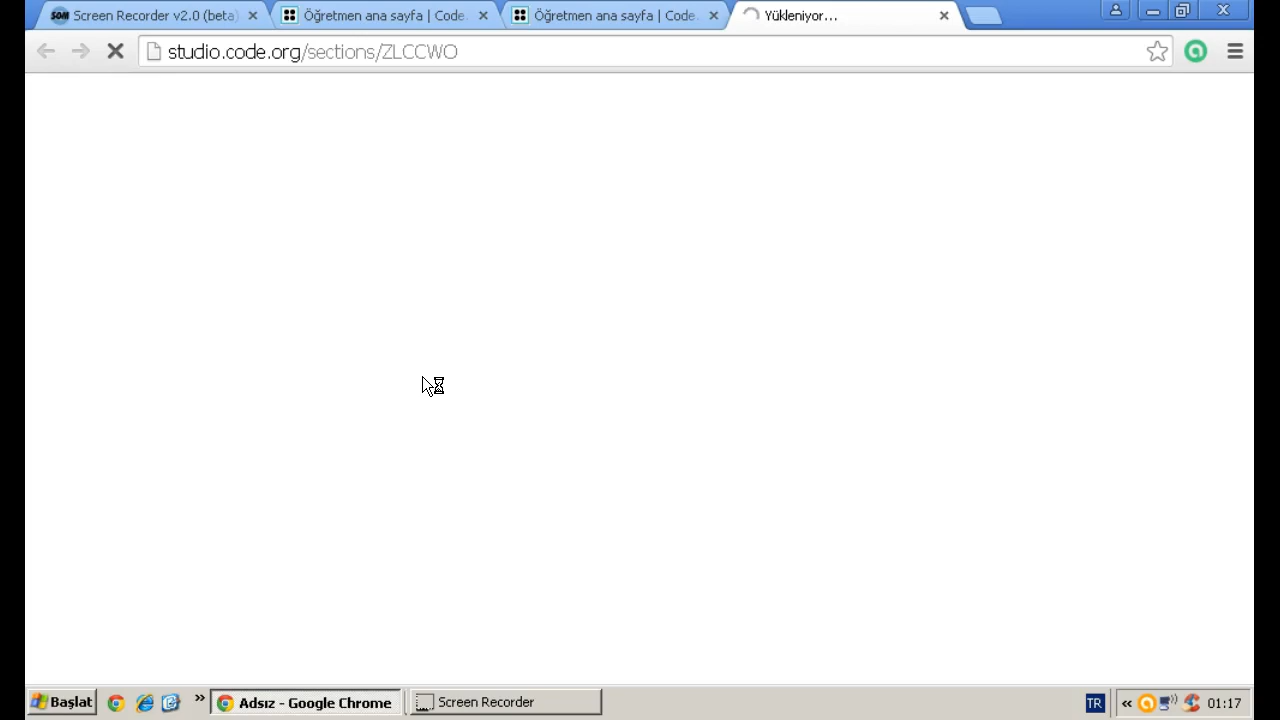 SOM Screen Recorder v2.0 (beta)
Öğretmen ana sayfa | Code.
Öğretmen ana sayfa | Code.
Yükleniyor...
studio.code.org/sections/ZLCCWO
Başlat
Adsız - Google Chrome
Screen Recorder
TR
01:17